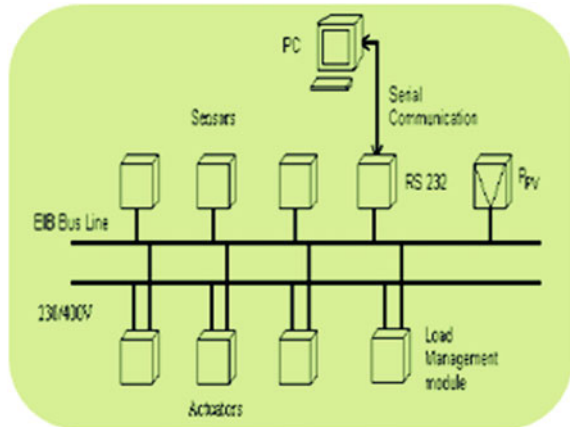 PC
Serial
Communication
Sensors
RS 232
PPV
EIB Bus Line
230/400V
Load
Management
module
Actuators